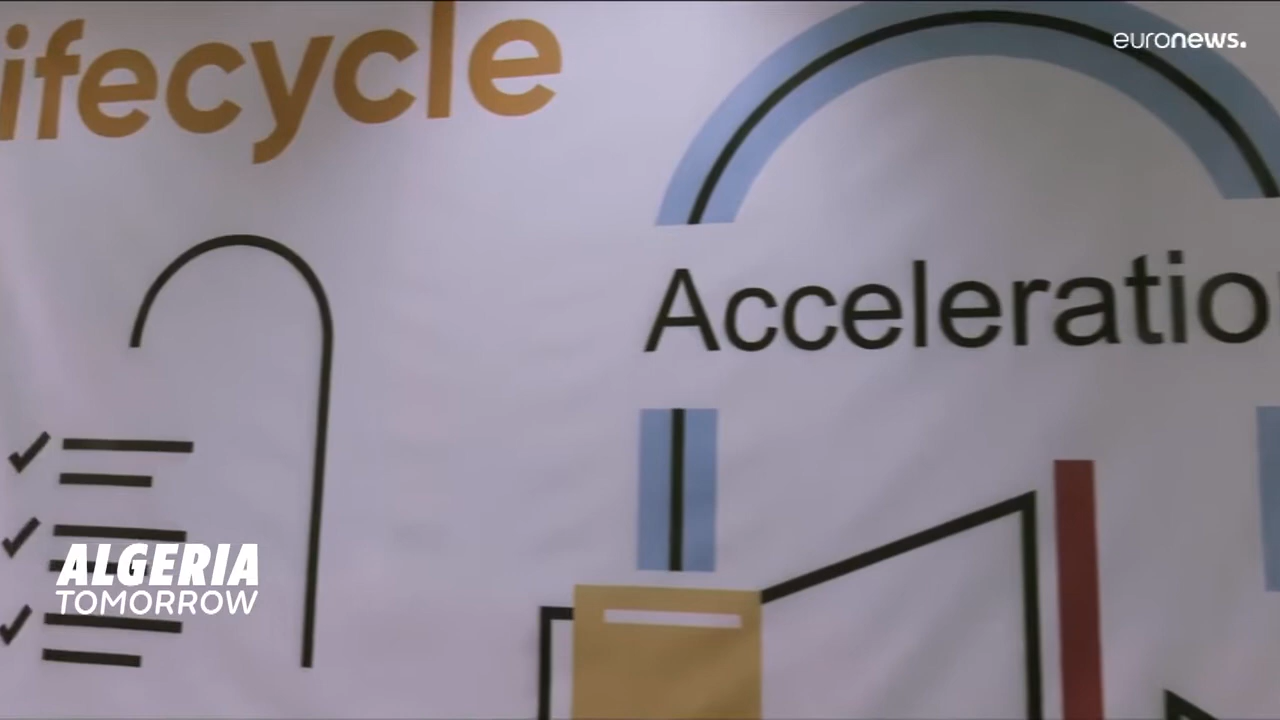 ifecycle
euronews.
Acceleratio
ALGERIA
TOMORROW